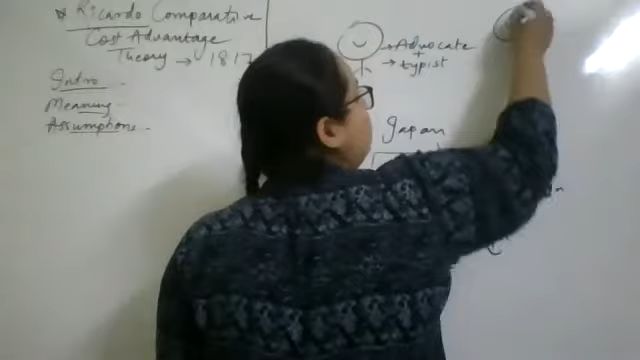 * Ricardo Comparative
Cost Advantage
Theory → 1817
Intro
Meaning
Assumptions
→ Advocate
+
→ typist
Japan